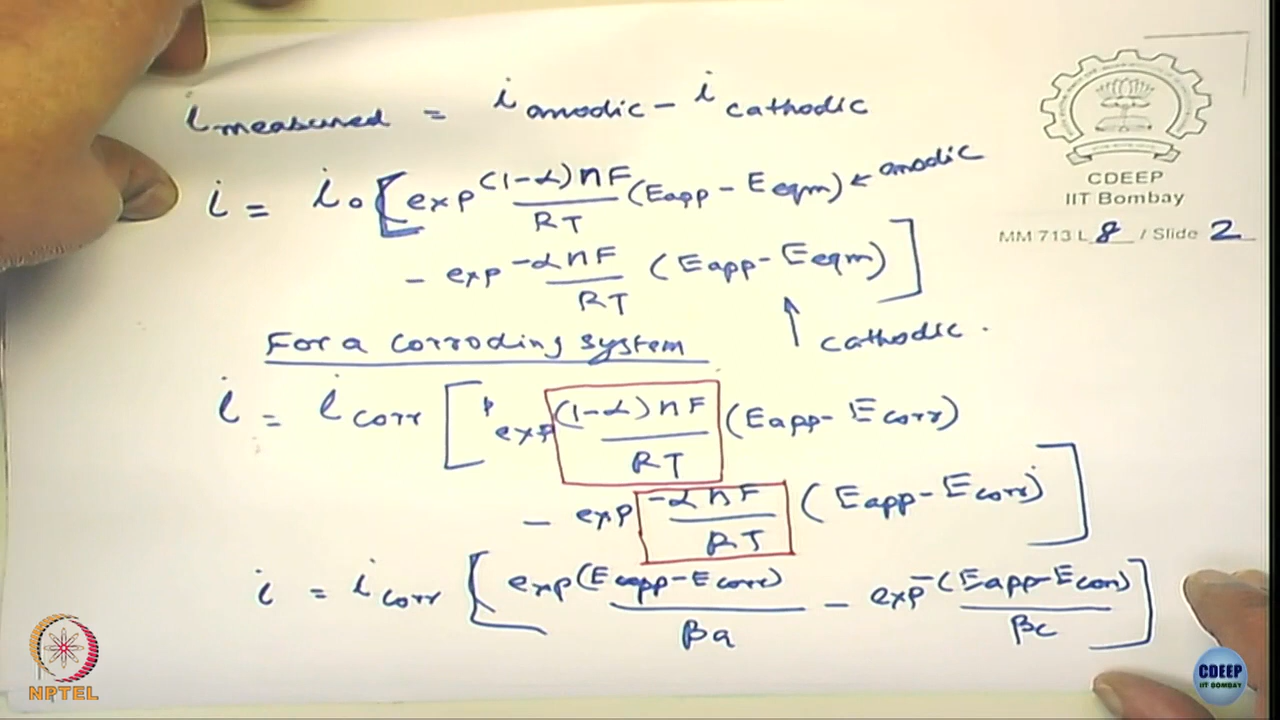 i measured = i anodic - i cathodic
i = i₀ [ exp (1-α)nF/RT (Eapp - Eeqm) ← anodic
- exp -αnF/RT (Eapp - Eeqm) ]
↑ cathodic.
For a corroding system
i = i corr [ exp (1-α)nF/RT (Eapp - Ecorr)
- exp -αnF/RT (Eapp - Ecorr) ]
i = i corr [ exp (Eapp - Ecorr)/βa - exp -(Eapp - Ecorr)/βc ]
CDEEP
IIT Bombay
MM 713 L 8 / Slide 2
NPTEL
CDEEP
IIT BOMBAY